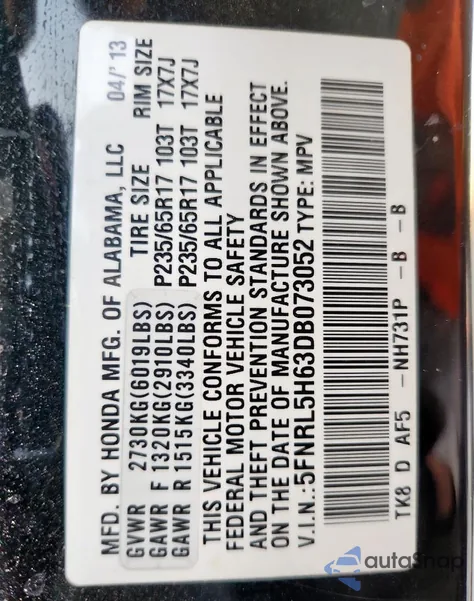 MFD. BY HONDA MFG. OF ALABAMA, LLC 04/'13
GVWR 2730KG(6019LBS) TIRE SIZE RIM SIZE
GAWR F 1320KG(2910LBS) P235/65R17 103T 17X7J
GAWR R 1515KG(3340LBS) P235/65R17 103T 17X7J
THIS VEHICLE CONFORMS TO ALL APPLICABLE
FEDERAL MOTOR VEHICLE SAFETY
AND THEFT PREVENTION STANDARDS IN EFFECT
ON THE DATE OF MANUFACTURE SHOWN ABOVE.
V.I.N.:5FNRL5H63DB073052 TYPE: MPV
TK8 D AF5 -NH731P -B -B
autaSnap